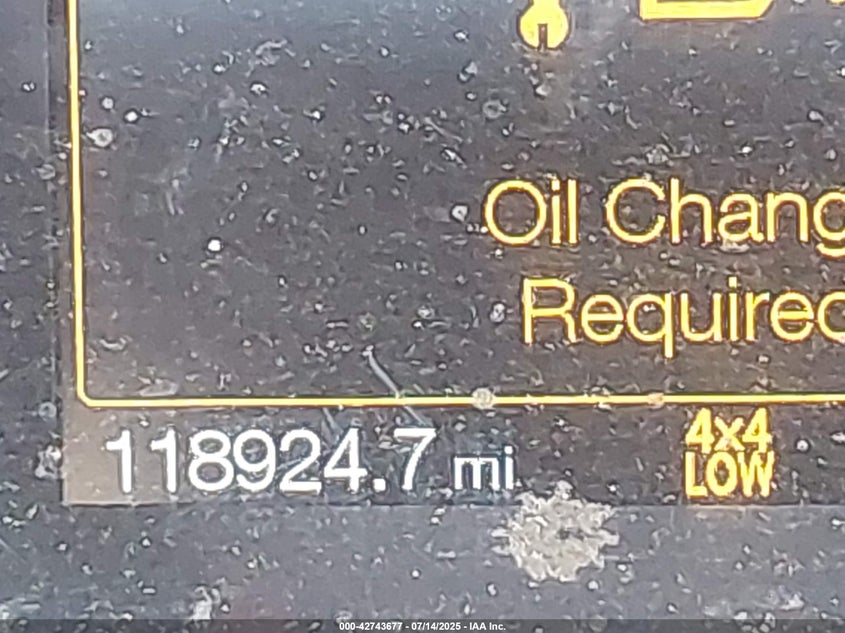 Oil Chang
Required
118924.7 mi
4x4
LOW
000-42743677 - 07/14/2025 - IAA Inc.